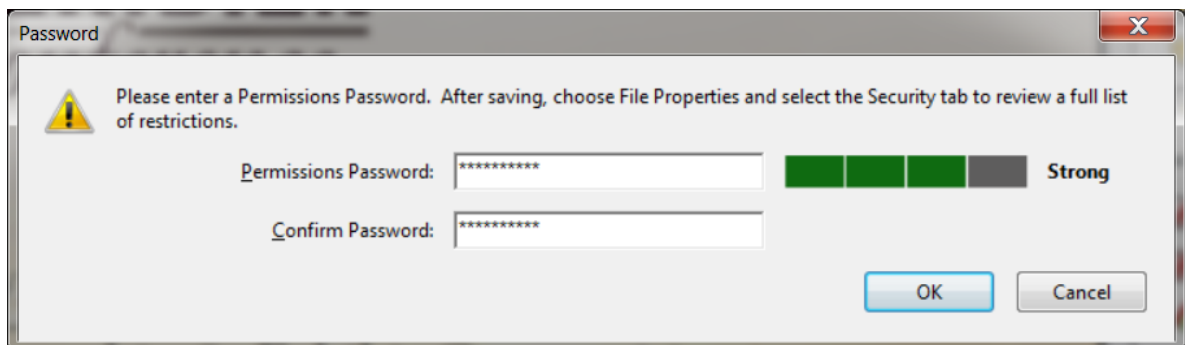 Password
Please enter a Permissions Password.  After saving, choose File Properties and select the Security tab to review a full list
of restrictions.
Permissions Password: ********** Strong
Confirm Password: **********
OK Cancel